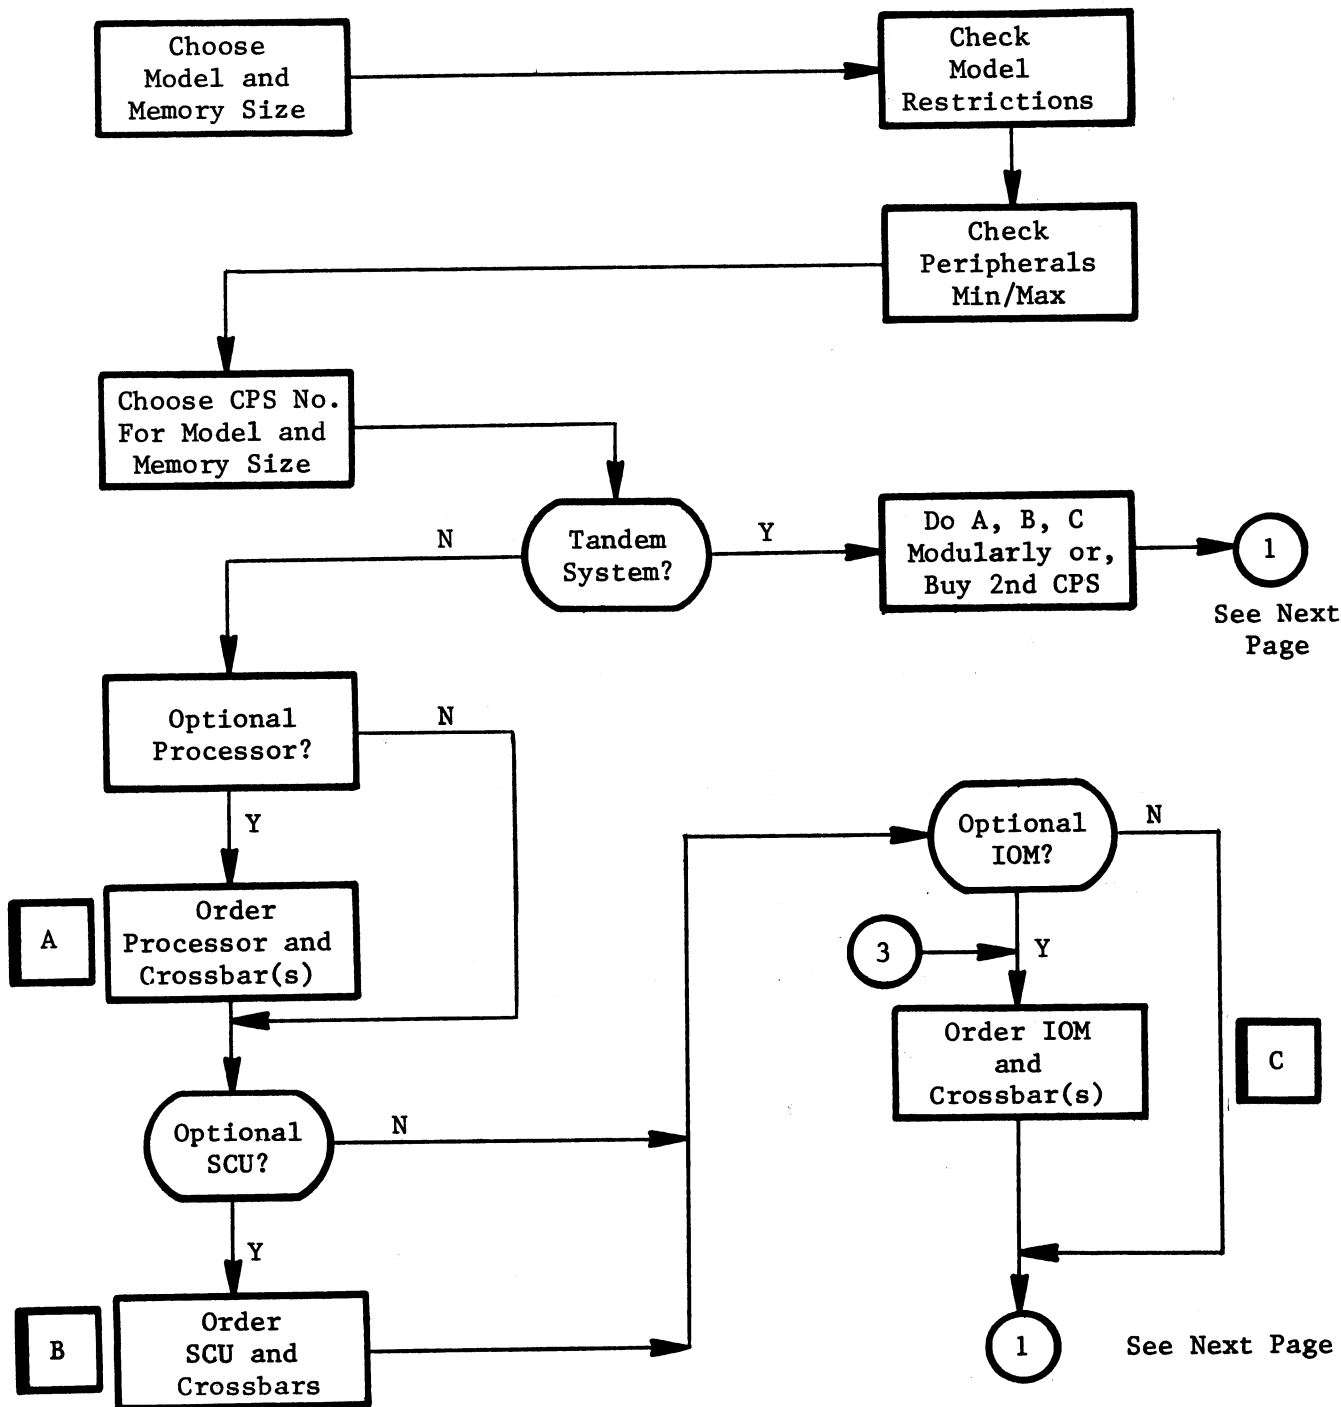 Choose
Model and
Memory Size
Check
Model
Restrictions
Check
Peripherals
Min/Max
Choose CPS No.
For Model and
Memory Size
Tandem
System?
N
Y
Do A, B, C
Modularly or,
Buy 2nd CPS
1
See Next
Page
Optional
Processor?
N
Y
A
Order
Processor and
Crossbar(s)
Optional
SCU?
N
Y
B
Order
SCU and
Crossbars
Optional
IOM?
N
Y
3
Order IOM
and
Crossbar(s)
C
1
See Next Page